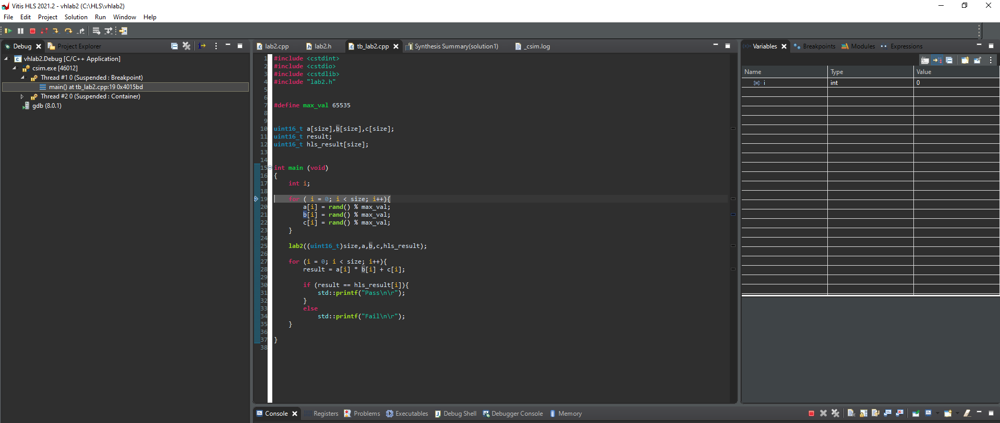 Vitis HLS 2021.2 - vhlab2 (C:\HLS\vhlab2)
File Edit Project Solution Run Window Help
Debug Project Explorer
vhlab2.Debug [C/C++ Application]
csim.exe [46012]
Thread #1 0 (Suspended : Breakpoint)
main() at tb_lab2.cpp:19 0x4015bd
Thread #2 0 (Suspended : Container)
gdb (8.0.1)
lab2.cpp lab2.h tb_lab2.cpp Synthesis Summary(solution1) _csim.log
1 #include <cstdint>
2 #include <cstdio>
3 #include <cstdlib>
4 #include "lab2.h"
5
6
7 #define max_val 65535
8
9
10 uint16_t a[size],b[size],c[size];
11 uint16_t result;
12 uint16_t hls_result[size];
13
14
15 int main (void)
16 {
17     int i;
18
19     for ( i = 0; i < size; i++){
20         a[i] = rand() % max_val;
21         b[i] = rand() % max_val;
22         c[i] = rand() % max_val;
23     }
24
25     lab2((uint16_t)size,a,b,c,hls_result);
26
27     for (i = 0; i < size; i++){
28         result = a[i] * b[i] + c[i];
29
30         if (result == hls_result[i]){
31             std::printf("Pass\n\r");
32         }
33         else
34             std::printf("Fail\n\r");
35     }
36
37 }
38
(x)= Variables Breakpoints Modules Expressions
Name Type Value
i int 0
Console Registers Problems Executables Debug Shell Debugger Console Memory